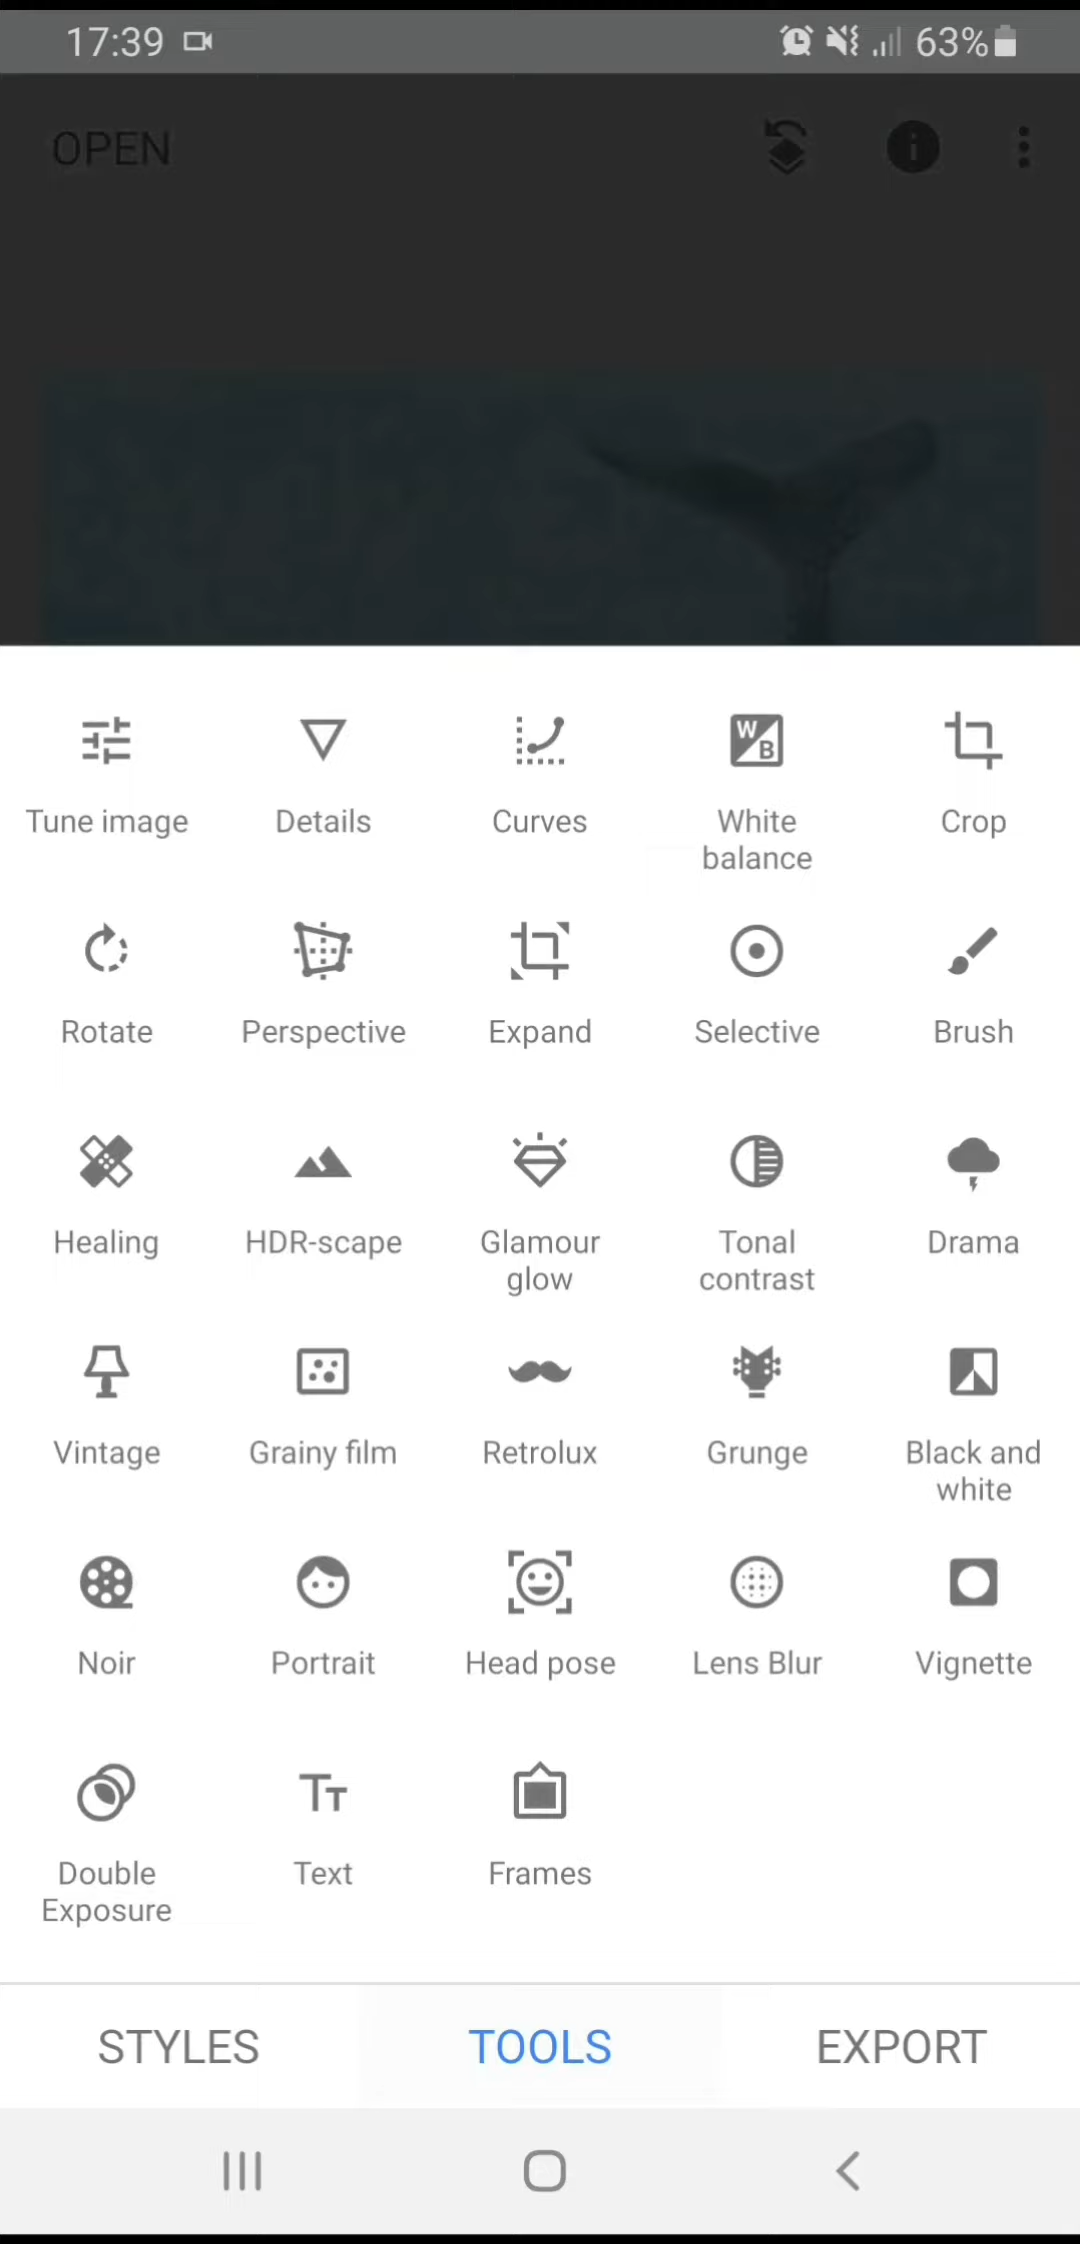 17:39 63%
OPEN
Tune image Details Curves White balance Crop
Rotate Perspective Expand Selective Brush
Healing HDR-scape Glamour glow Tonal contrast Drama
Vintage Grainy film Retrolux Grunge Black and white
Noir Portrait Head pose Lens Blur Vignette
Double Exposure Text Frames
STYLES TOOLS EXPORT